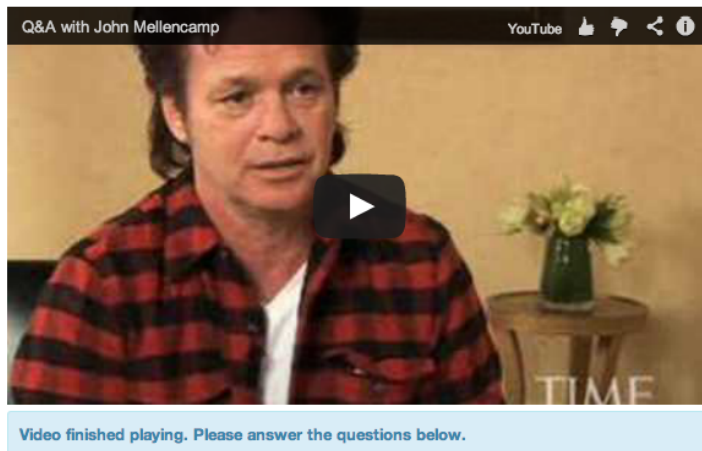 Q&A with John Mellencamp
YouTube
TIME
Video finished playing. Please answer the questions below.